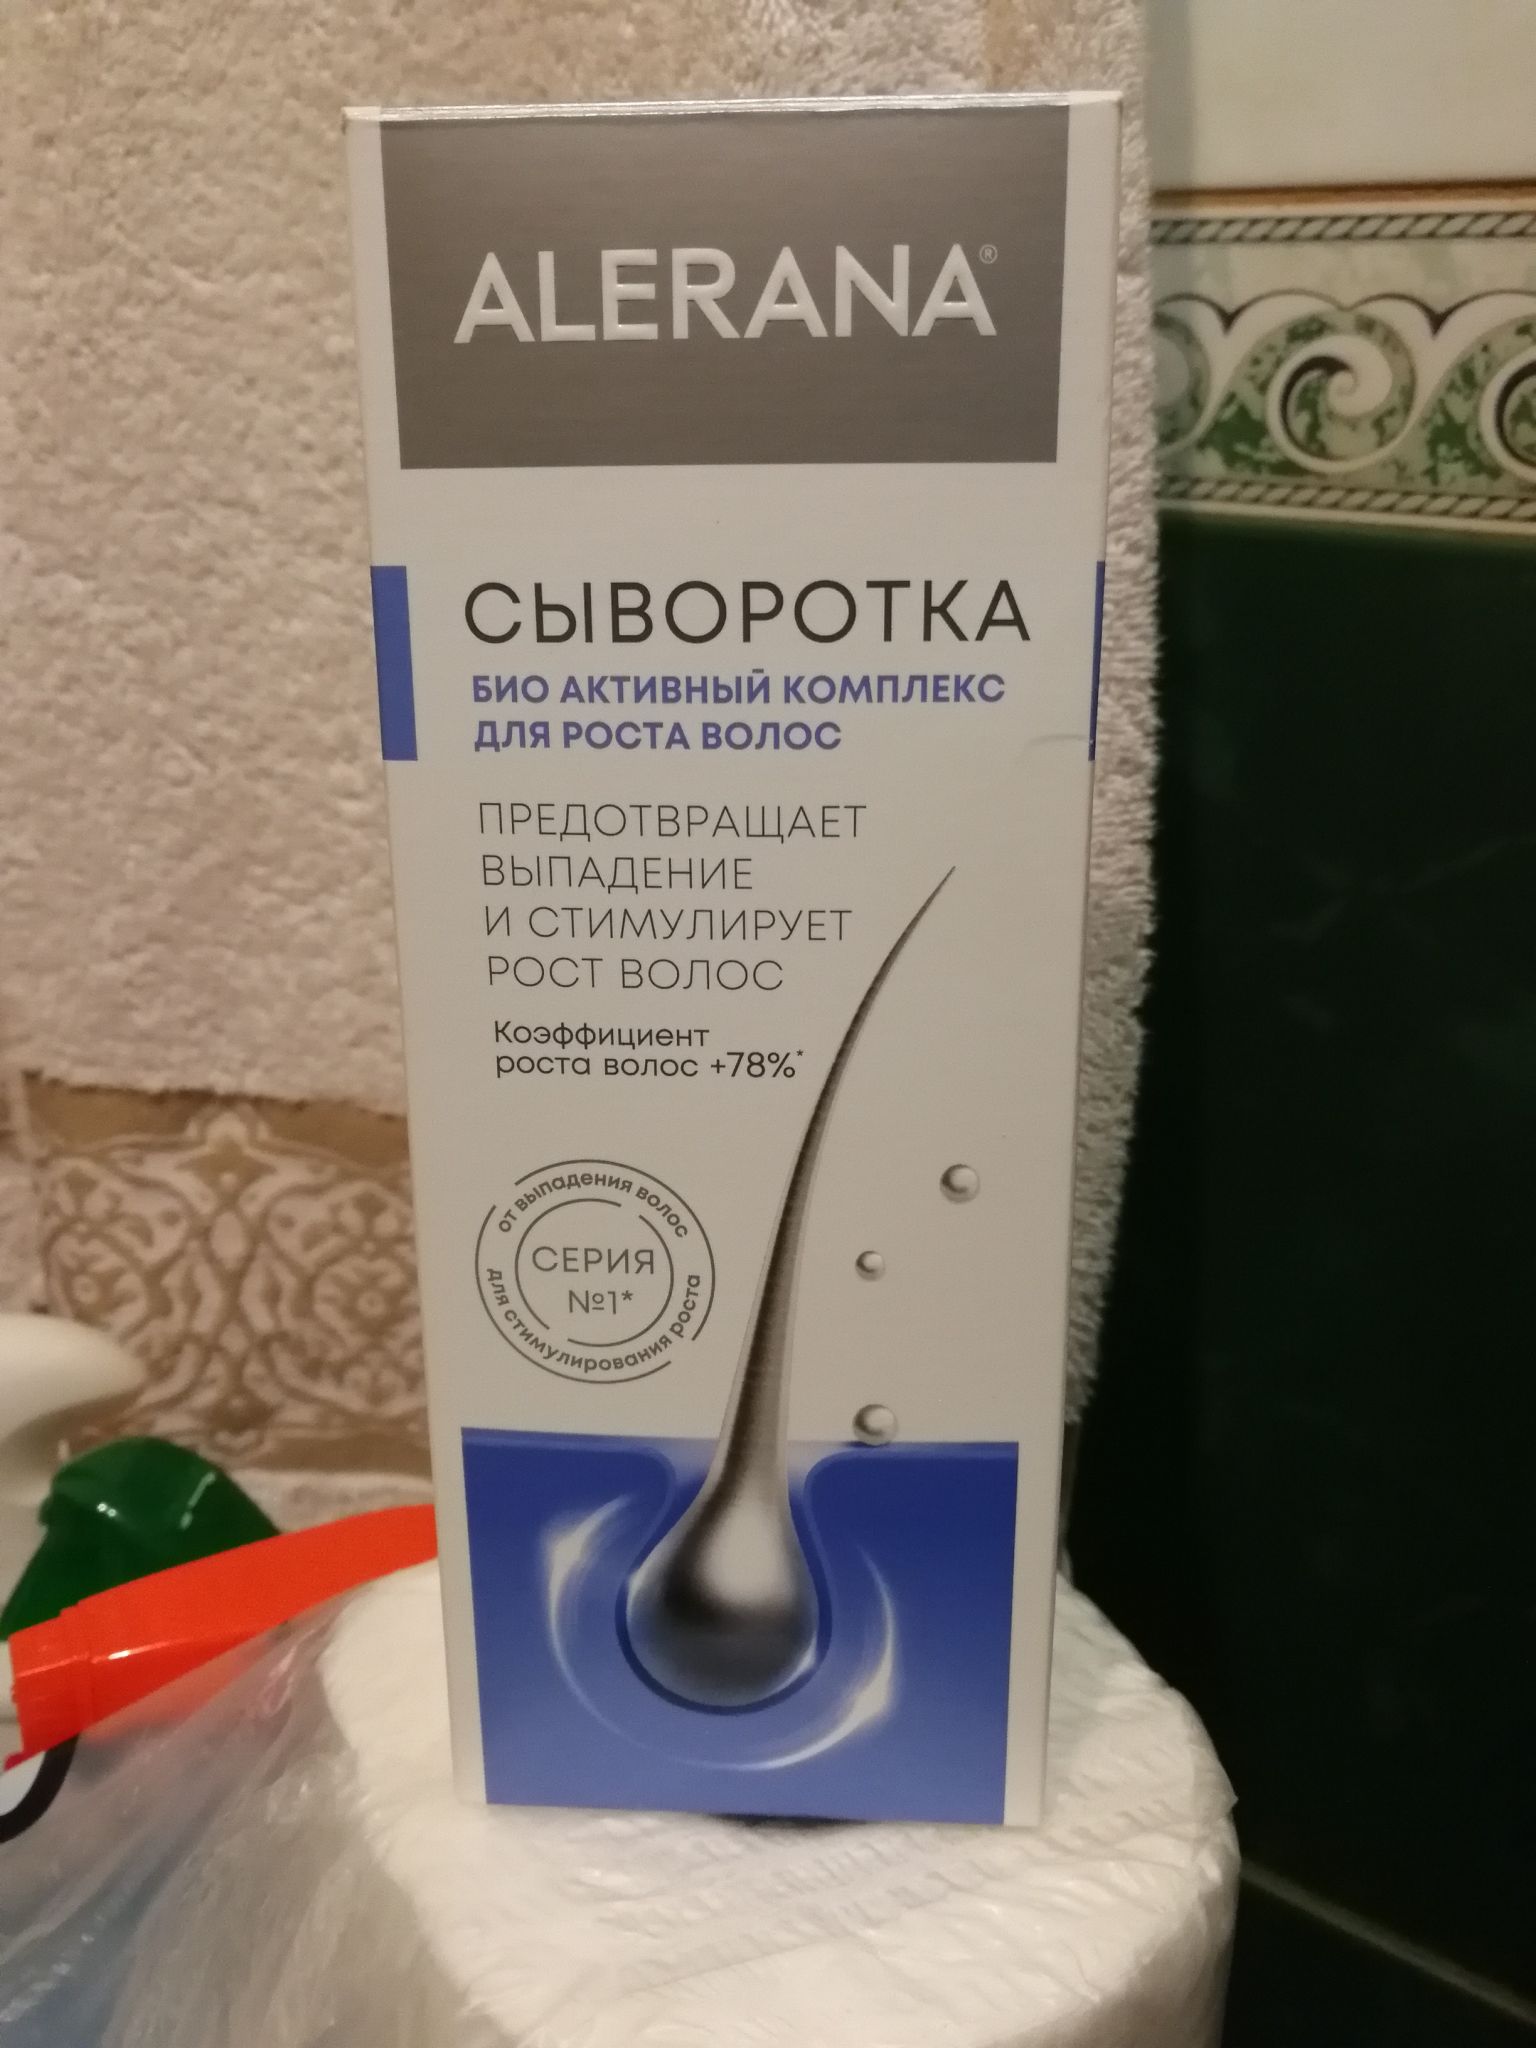 ALERANA®
СЫВОРОТКА
БИО АКТИВНЫЙ КОМПЛЕКС
ДЛЯ РОСТА ВОЛОС
ПРЕДОТВРАЩАЕТ
ВЫПАДЕНИЕ
И СТИМУЛИРУЕТ
РОСТ ВОЛОС
Коэффициент
роста волос +78%*
от выпадения волос
СЕРИЯ
№1*
для стимулирования роста